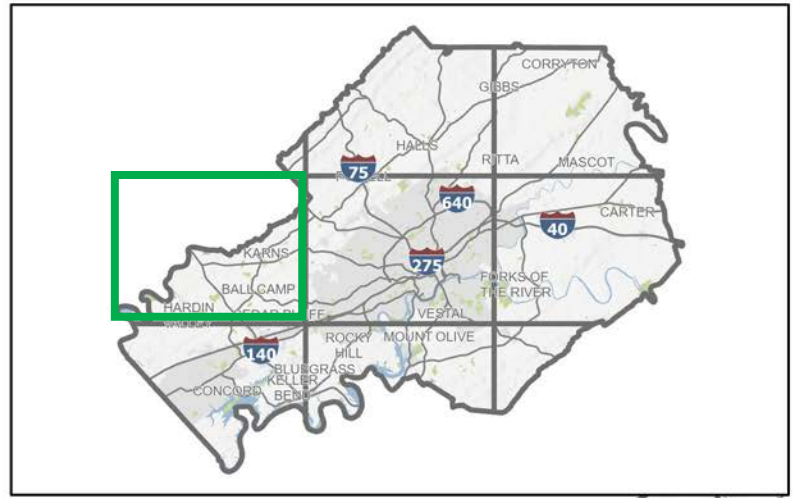 CORRYTON
GIBBS
HALLS
RITTA
MASCOT
75
640
CARTER
40
KARNS
275
BALL CAMP
FORKS OF
THE RIVER
HARDIN
VESTAL
ROCKY
HILL
MOUNT OLIVE
140
BLUEGRASS
KELLER
BEND
CONCORD